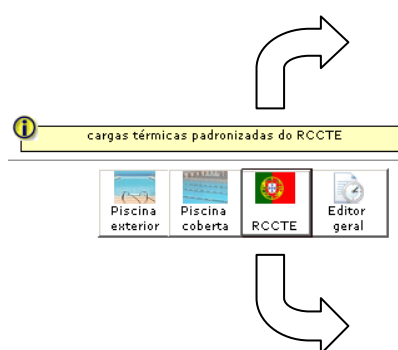 cargas térmicas padronizadas do RCCTE
Piscina exterior
Piscina coberta
RCCTE
Editor geral